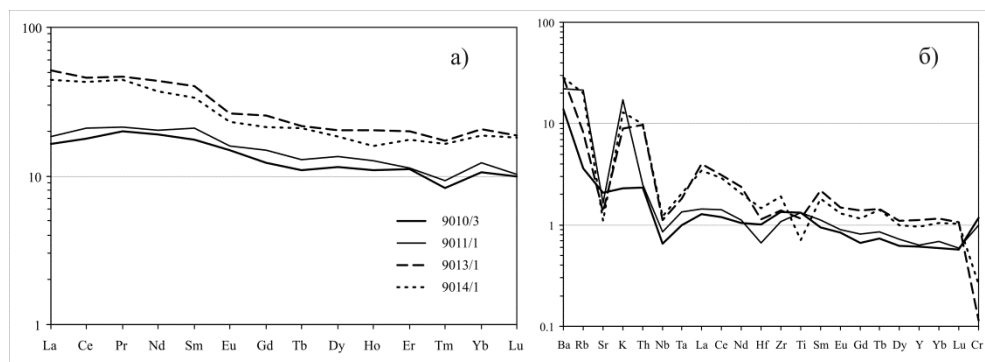 а)
100
10
1
9010/3
9011/1
9013/1
9014/1
La Ce Pr Nd Sm Eu Gd Tb Dy Ho Er Tm Yb Lu
б)
100
10
1
0.1
Ba Rb Sr K Th Nb Ta La Ce Nd Hf Zr Ti Sm Eu Gd Tb Dy Y Yb Lu Cr